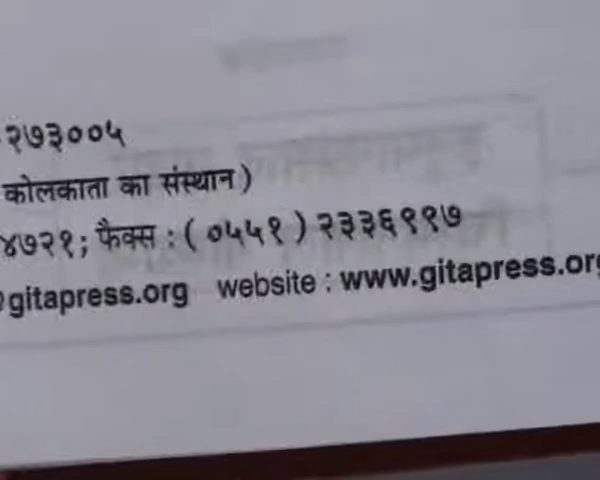 २७३००५
कोलकाता का संस्थान)
४७२१; फैक्स : (०५५१) २३३६९९७
@gitapress.org website : www.gitapress.org